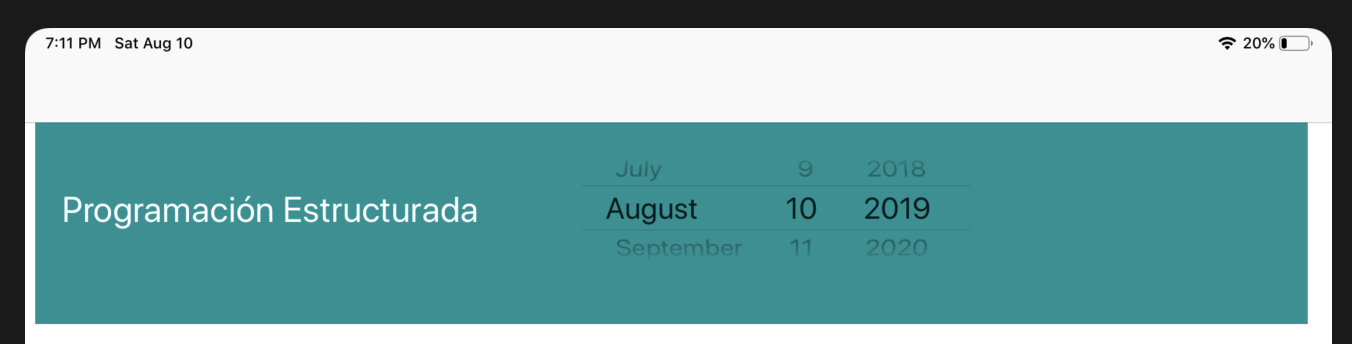 7:11 PM Sat Aug 10
20%
July 9 2018
Programación Estructurada
August 10 2019
September 11 2020